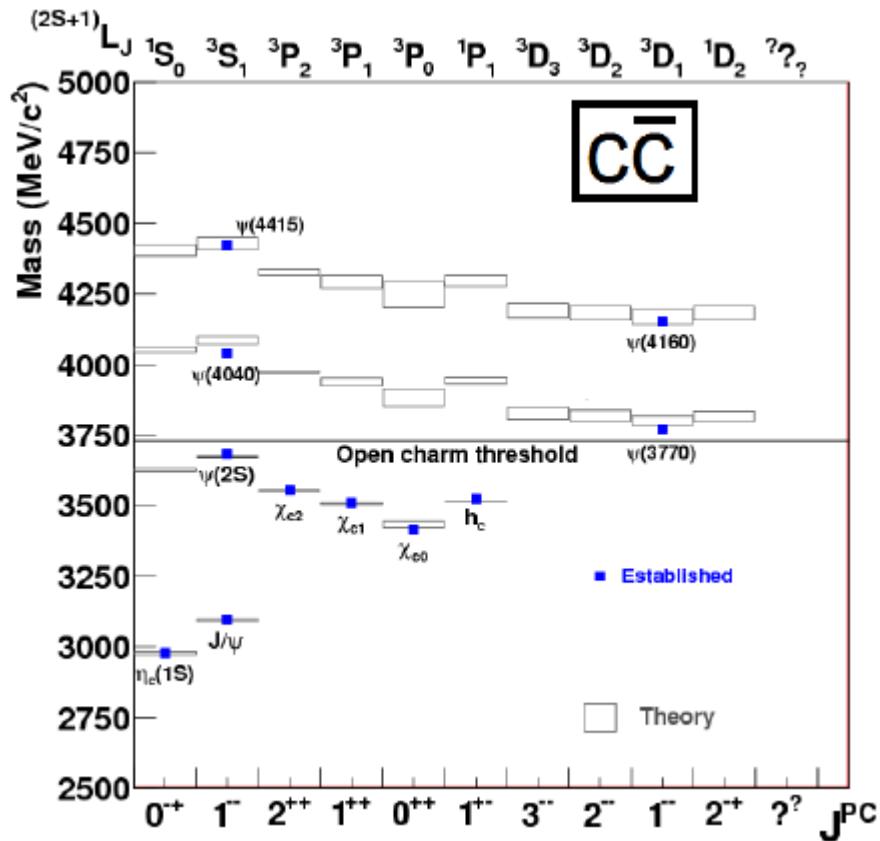 (2S+1)L_J ¹S₀ ³S₁ ³P₂ ³P₁ ³P₀ ¹P₁ ³D₃ ³D₂ ³D₁ ¹D₂ ??_?
Mass (MeV/c²)
5000
cc̄
4750
4500
ψ(4415)
4250
ψ(4160)
4000
ψ(4040)
3750
Open charm threshold
ψ(3770)
ψ(2S)
3500
χc2
χc1
χc0
hc
3250
Established
J/ψ
3000
ηc(1S)
2750
Theory
2500
0⁻⁺ 1⁻⁻ 2⁺⁺ 1⁺⁺ 0⁺⁺ 1⁺⁻ 3⁻⁻ 2⁻⁻ 1⁻⁻ 2⁻⁺ ?^? J^PC